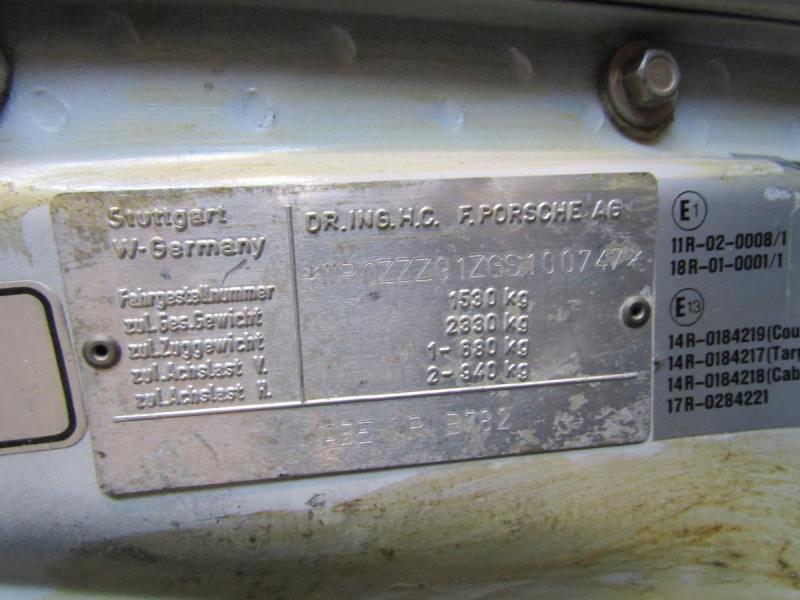 Stuttgart
W-Germany
DR.ING.H.C. F.PORSCHE AG
*WP0ZZZ91ZGS100747*
Fahrgestellnummer
zul.Ges.Gewicht 1530 kg
zul.Zuggewicht 2330 kg
zul.Achslast V. 1- 680 kg
zul.Achslast H. 2- 940 kg
ABE B782
E1
11R-02-0008/1
18R-01-0001/1
E13
14R-0184219(Cou
14R-0184217(Targ
14R-0184218(Cab
17R-0284221